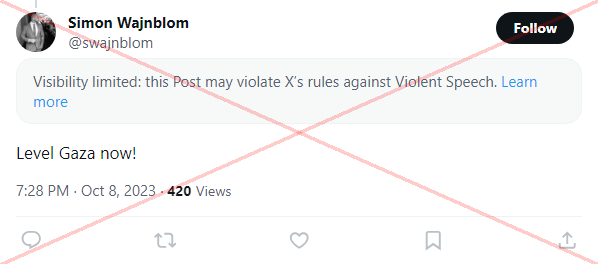 Simon Wajnblom
@swajnblom
Follow
Visibility limited: this Post may violate X's rules against Violent Speech. Learn
more
Level Gaza now!
7:28 PM · Oct 8, 2023 · 420 Views